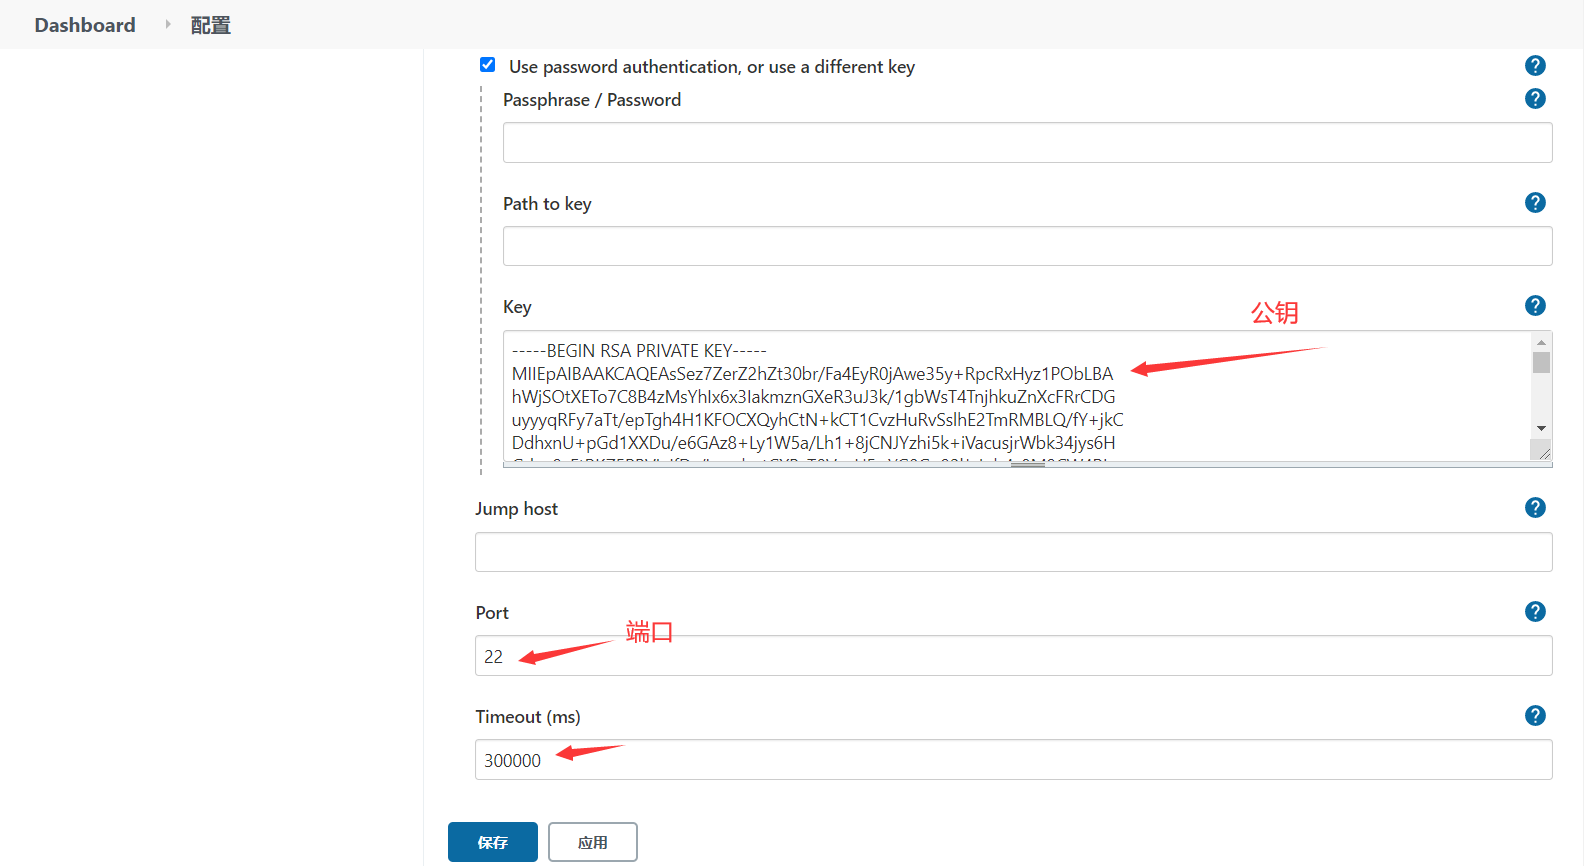 Dashboard 配置
Use password authentication, or use a different key
Passphrase / Password
Path to key
Key
公钥
-----BEGIN RSA PRIVATE KEY-----
MIIEpAIBAAKCAQEAsSez7ZerZ2hZt30br/Fa4EyR0jAwe35y+RpcRxHyz1PObLBA
hWjSOtXETo7C8B4zMsYhIx6x3IakmznGXeR3uJ3k/1gbWsT4TnjhkuZnXcFRrCDG
uyyyqRFy7aTt/epTgh4H1KFOCXQyhCtN+kCT1CvzHuRvSslhE2TmRMBLQ/fY+jkC
DdhxnU+pGd1XXDu/e6GAz8+Ly1W5a/Lh1+8jCNJYzhi5k+iVacusjrWbk34jys6H
Jump host
Port
端口
22
Timeout (ms)
300000
保存 应用